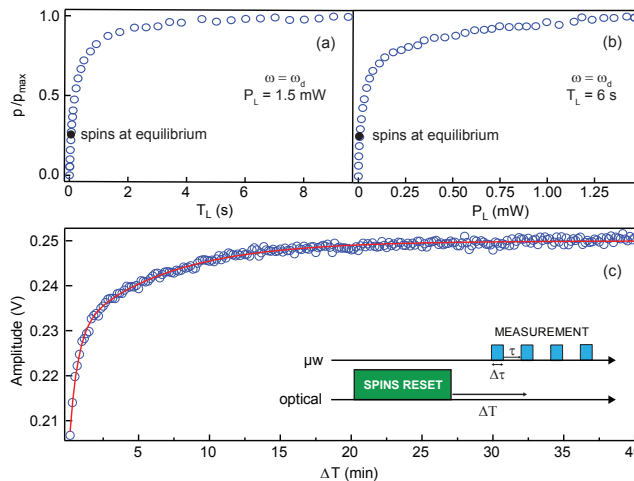 p/p_max
1.0
0.5
0.0
(a)
ω = ω_d
P_L = 1.5 mW
spins at equilibrium
0 2 4 6 8
T_L (s)
(b)
ω = ω_d
T_L = 6 s
spins at equilibrium
0 0.25 0.50 0.75 1.00 1.25
P_L (mW)
(c)
Amplitude (V)
0.25
0.24
0.23
0.22
0.21
MEASUREMENT
μw
τ
Δτ
SPINS RESET
optical
ΔT
5 10 15 20 25 30 35 40
ΔT (min)